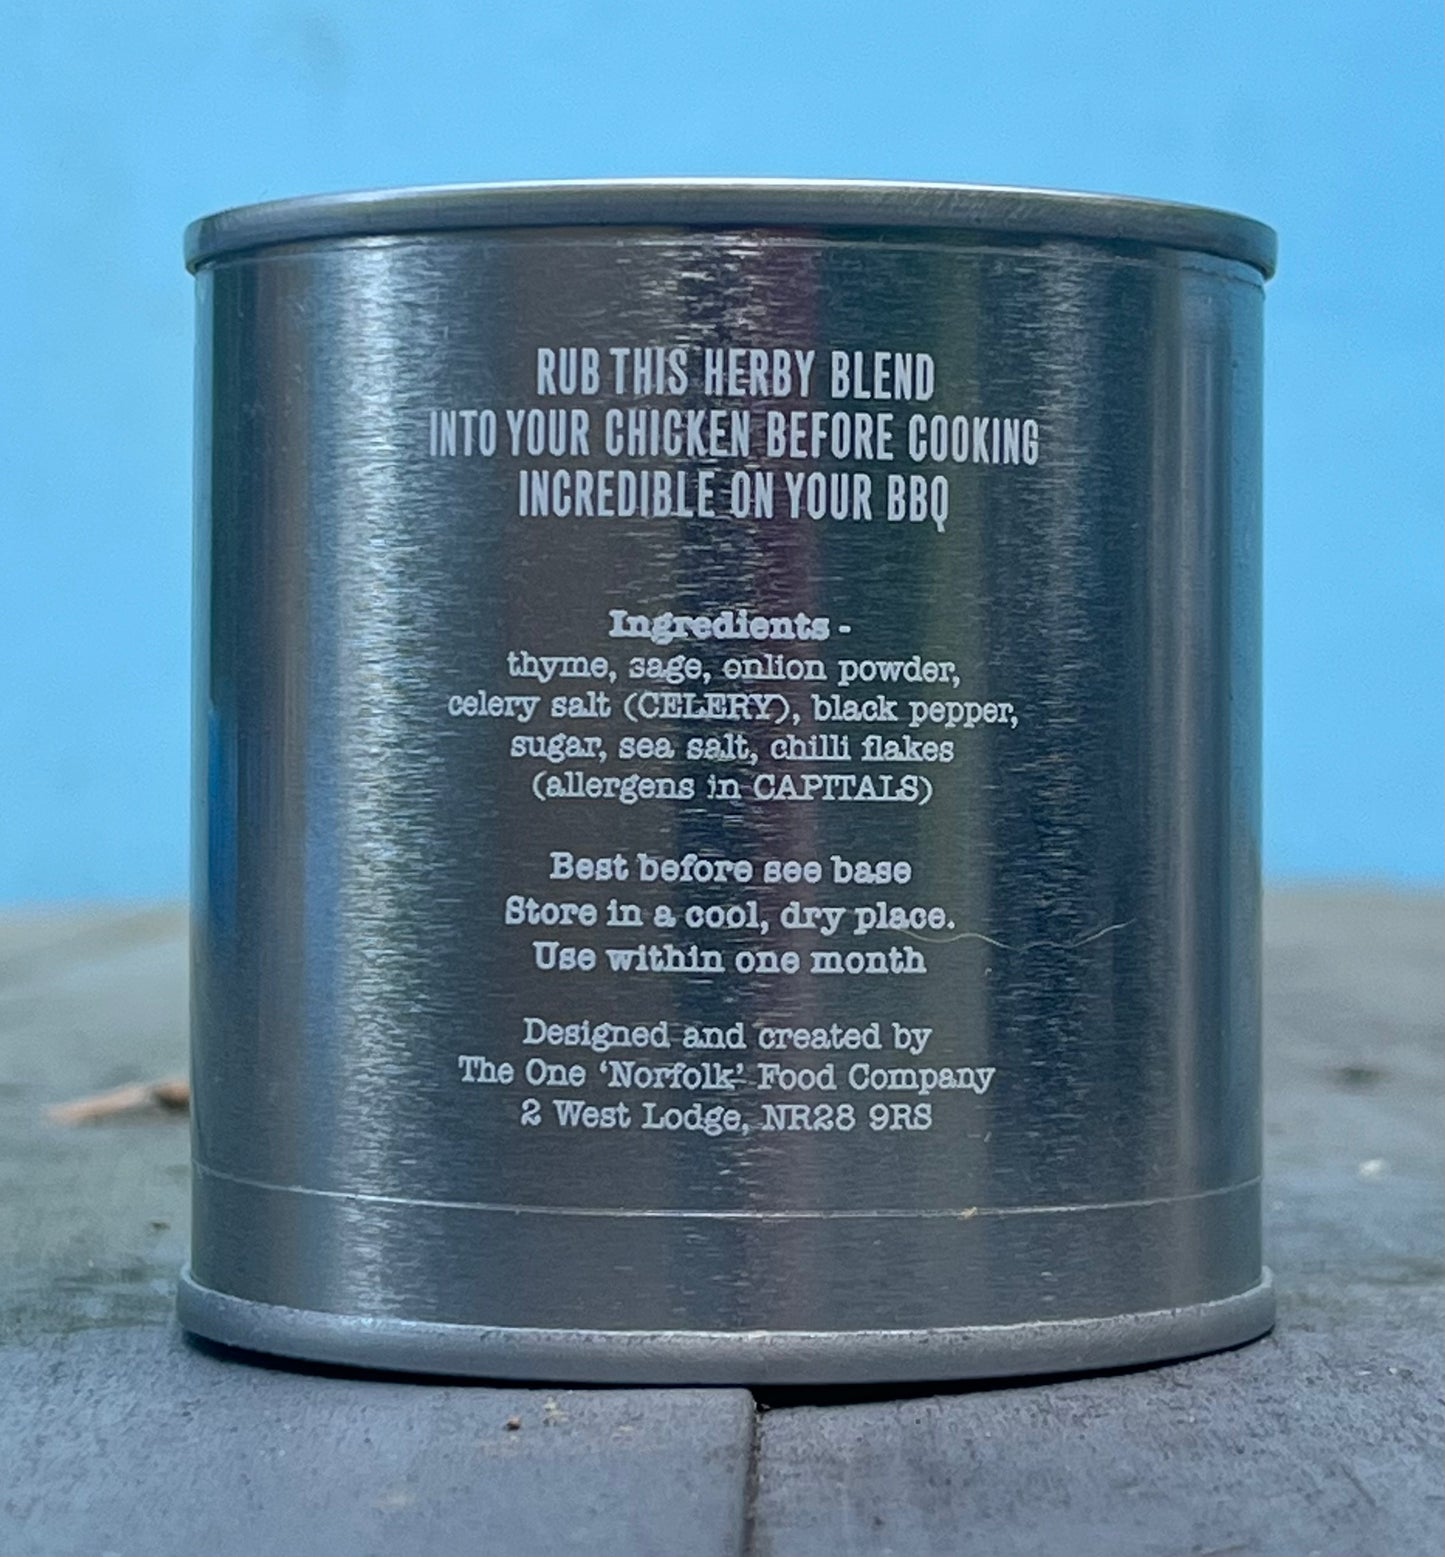 RUB THIS HERBY BLEND
INTO YOUR CHICKEN BEFORE COOKING
INCREDIBLE ON YOUR BBQ
Ingredients -
thyme, sage, onlion powder,
celery salt (CELERY), black pepper,
sugar, sea salt, chilli flakes
(allergens in CAPITALS)
Best before see base
Store in a cool, dry place.
Use within one month
Designed and created by
The One ‘Norfolk’ Food Company
2 West Lodge, NR28 9RS